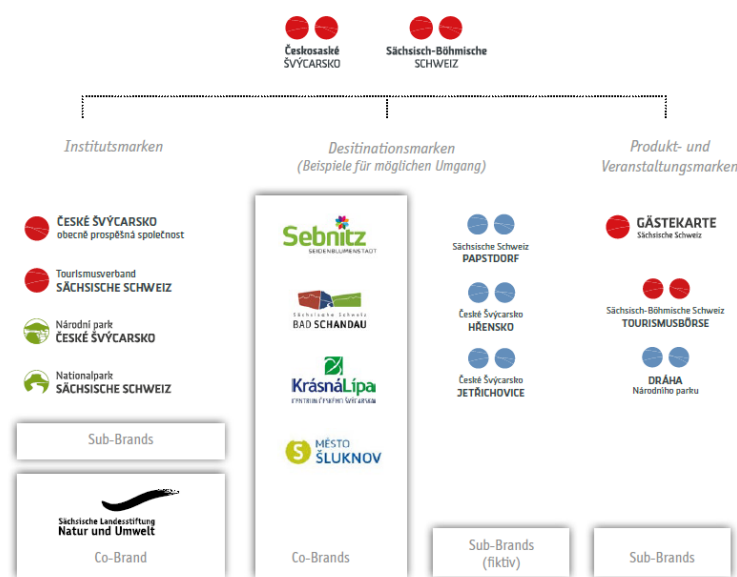 Českosaské
ŠVÝCARSKO
Sächsisch-Böhmische
SCHWEIZ
Institutsmarken
Desitinationsmarken
(Beispiele für möglichen Umgang)
Produkt- und
Veranstaltungsmarken
ČESKÉ ŠVÝCARSKO
obecně prospěšná společnost
Tourismusverband
SÄCHSISCHE SCHWEIZ
Národní park
ČESKÉ ŠVÝCARSKO
Nationalpark
SÄCHSISCHE SCHWEIZ
Sub-Brands
Sächsische Landesstiftung
Natur und Umwelt
Co-Brand
Sebnitz
SEIDENBLUMENSTADT
Sächsische Schweiz
BAD SCHANDAU
KrásnáLípa
CENTRUM ČESKÉHO ŠVÝCARSKA
S MĚSTO
ŠLUKNOV
Co-Brands
Sächsische Schweiz
PAPSTDORF
České Švýcarsko
HŘENSKO
České Švýcarsko
JETŘICHOVICE
Sub-Brands
(fiktiv)
GÄSTEKARTE
Sächsische Schweiz
Sächsisch-Böhmische Schweiz
TOURISMUSBÖRSE
DRÁHA
Národního parku
Sub-Brands